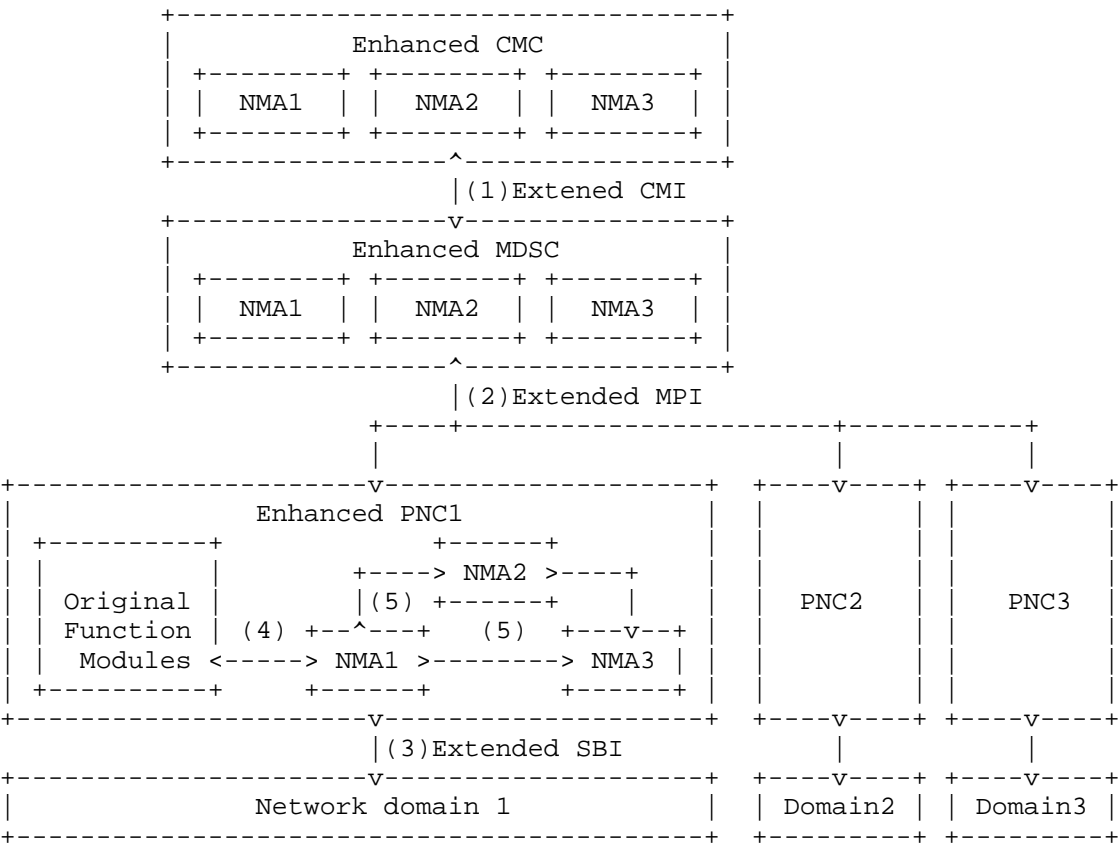 Enhanced CMC
NMA1 NMA2 NMA3
(1)Extened CMI
Enhanced MDSC
NMA1 NMA2 NMA3
(2)Extended MPI
Enhanced PNC1
NMA2
Original (5) PNC2 PNC3
Function (4) (5)
Modules NMA1 NMA3
(3)Extended SBI
Network domain 1 Domain2 Domain3